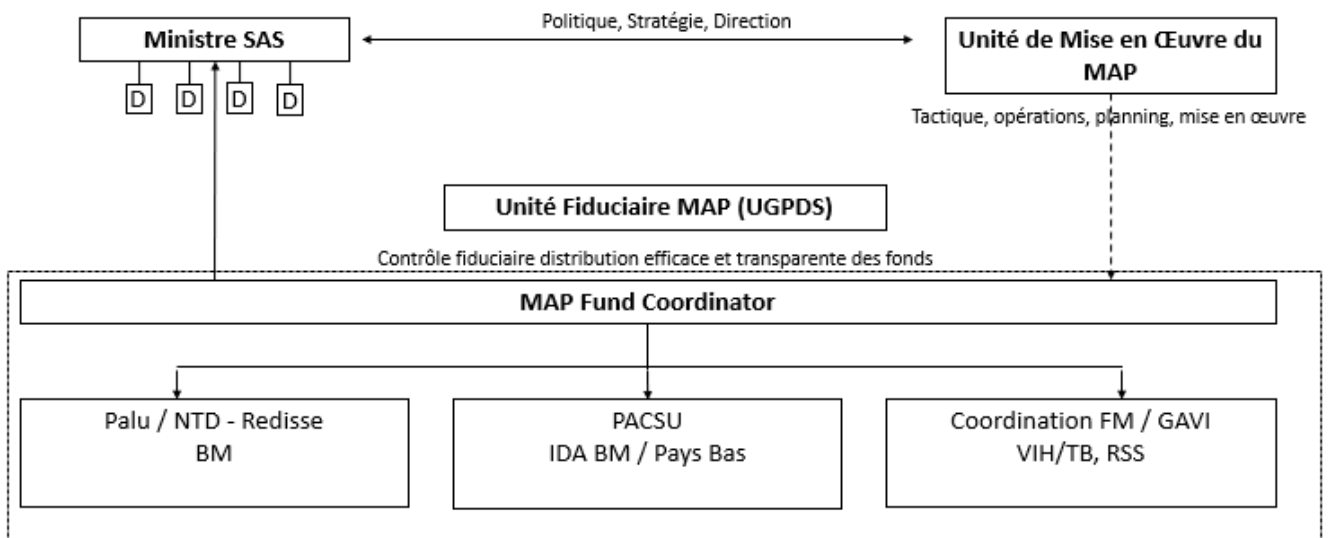 Politique, Stratégie, Direction
Ministre SAS
Unité de Mise en Œuvre du
MAP
D D D D
Tactique, opérations, planning, mise en œuvre
Unité Fiduciaire MAP (UGPDS)
Contrôle fiduciaire distribution efficace et transparente des fonds
MAP Fund Coordinator
Palu / NTD - Redisse
BM
PACSU
IDA BM / Pays Bas
Coordination FM / GAVI
VIH/TB, RSS